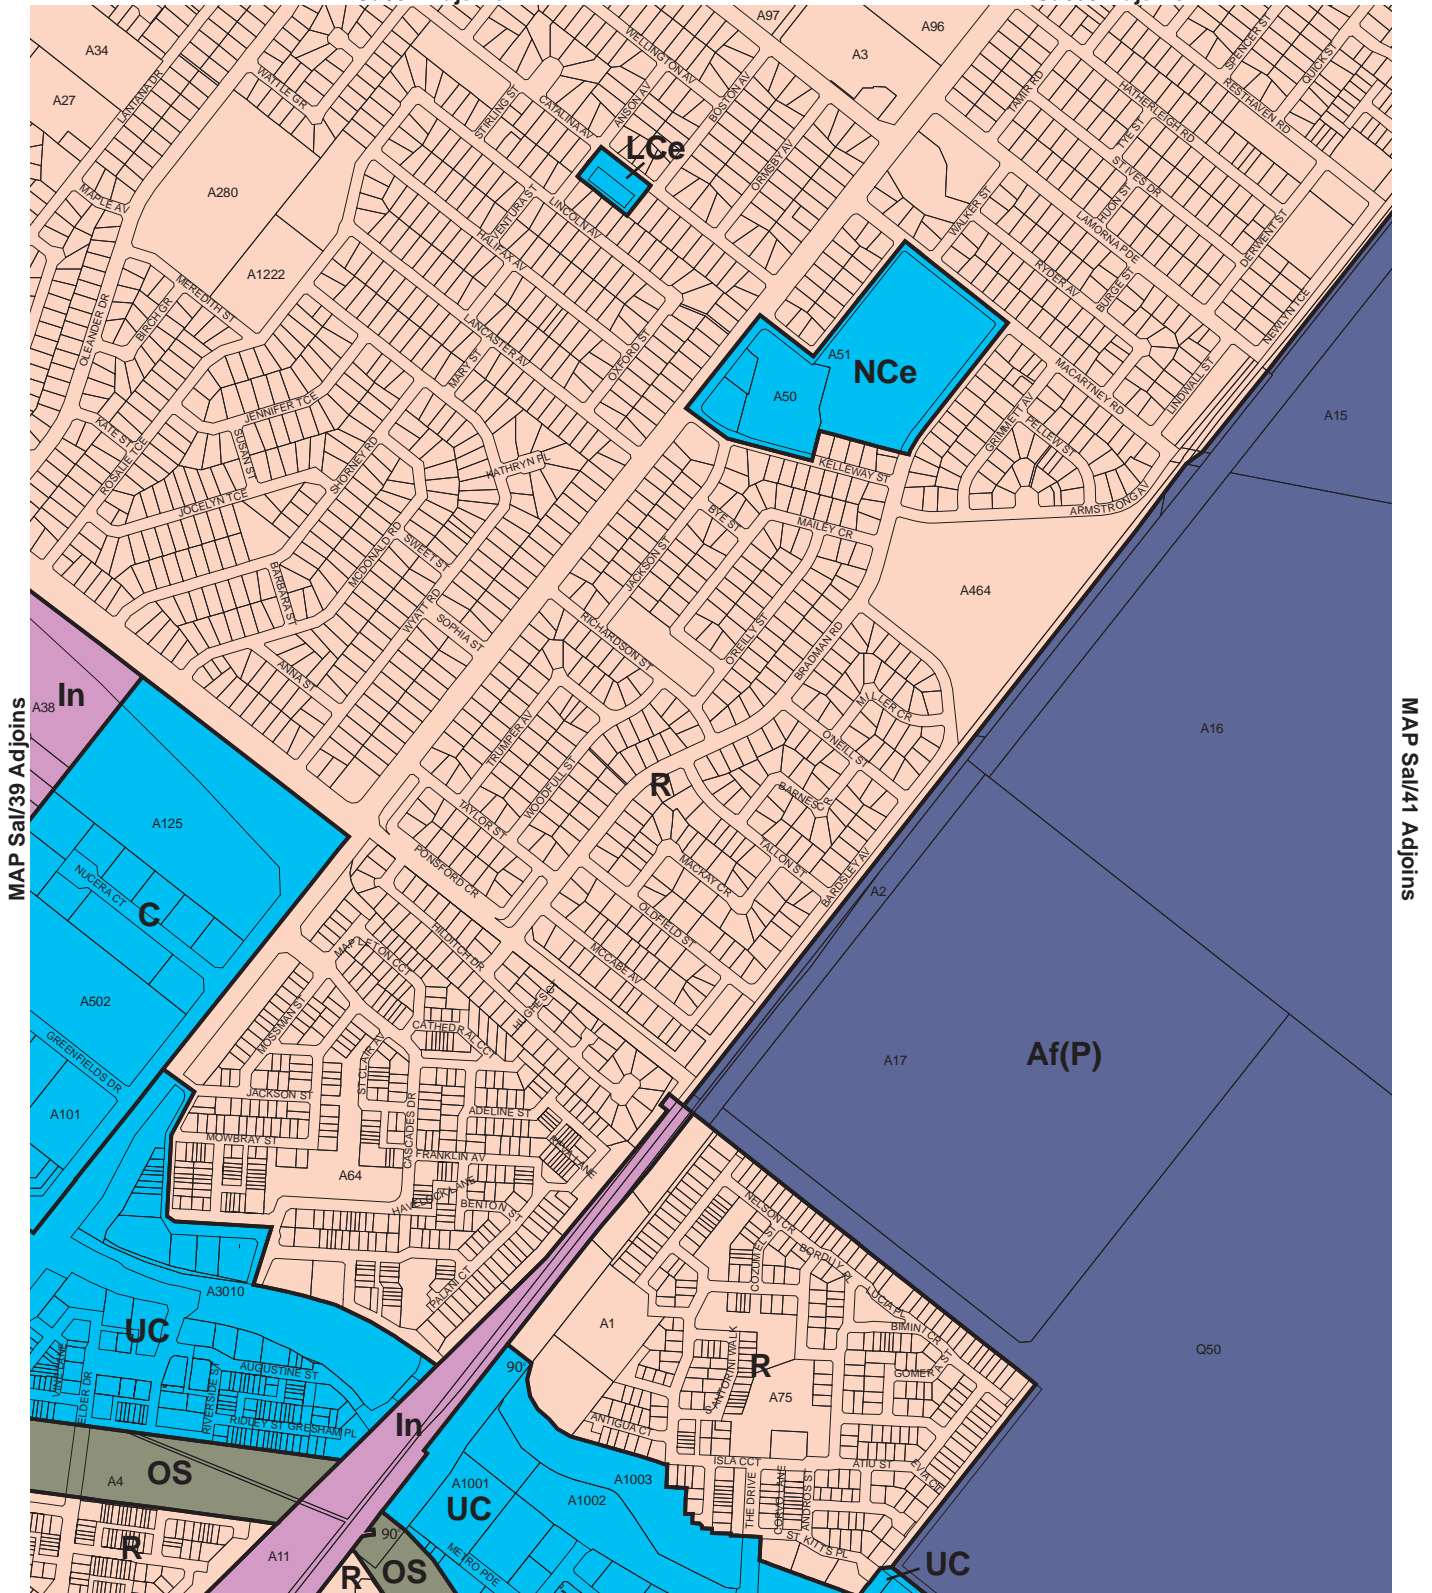 A97
A96
A3
A34
A27
LANTANA DR
WATTLE GR
WELLINGTON AV
STIRLING ST
CATALINA AV
ANSON AV
BOSTON AV
ORMSBY AV
TAMIR RD
HATHERLEIGH RD
SPENCER ST
QUICK ST
RESTHAVEN RD
TYE ST
ST IVES DR
HUON ST
LAMORNA PDE
WALKER ST
DERWENT ST
RYDER AV
BURGE ST
NEWLYN TCE
LCe
A280
MAPLE AV
VENTURA ST
HALIFAX AV
LINCOLN AV
A1222
MEREDITH ST
BIRCH GR
OLEANDER DR
LANCASTER AV
MARY S
OXFORD ST
A51
NCe
A50
MACARTNEY RD
LINDWALL ST
GRIMMETT AV
PELLEW ST
A15
JENNIFER TCE
KATE ST
ROSALIE TCE
SUSAN ST
SHORNEY RD
KATHRYN PL
JOCELYN TCE
KELLEWAY ST
ARMSTRONG AV
BYE ST
MAILEY CR
MCDONALD RD
SWEET ST
JACKSON ST
BARBARA ST
WYATT RD
SOPHIA ST
A464
RICHARDSON ST
O'REILLY ST
BRADMAN RD
ANNA ST
In
A38
MILLER CR
O'NEILL ST
A16
TRUMPER AV
WOODFULL ST
R
BARNES CR
MAP Sal/39 Adjoins
MAP Sal/41 Adjoins
A125
TAYLOR ST
PONSFORD CR
TALLON ST
MACKAY CR
BARDSLEY AV
A2
NUCERA CT
C
OLDFIELD ST
HILDITCH DR
MAPLETON CCT
MCCABE AV
A502
HUGHES CT
MOSSMAN ST
CATHEDRAL CCT
ST CLAIR AV
GREENFIELDS DR
A17
Af(P)
JACKSON ST
CASCADES DR
ADELINE ST
A101
MOWBRAY ST
FRANKLIN AV
A64
HAVELOCK LANE
BENTON ST
NELSON CR
COZUMEL S
BORDUY PL
PALANI CT
A3010
LUCIA PL
UC
A1
BIMINI CR
Q50
AUGUSTINE ST
90°
R
GOMERA ST
SANTORINI WALK
A75
ELDER DR
RIVERSIDE ST
RIDLEY ST
GRESHAM PL
In
ANTIGUA CT
OS
A4
ISLA CCT
ATIU ST
EVIA CR
A1001
A1003
A1002
UC
THE DRIVE
CORVO LANE
ANDROS ST
ST KITTS PL
R
A11
90°
METRO PDE
R
OS
UC